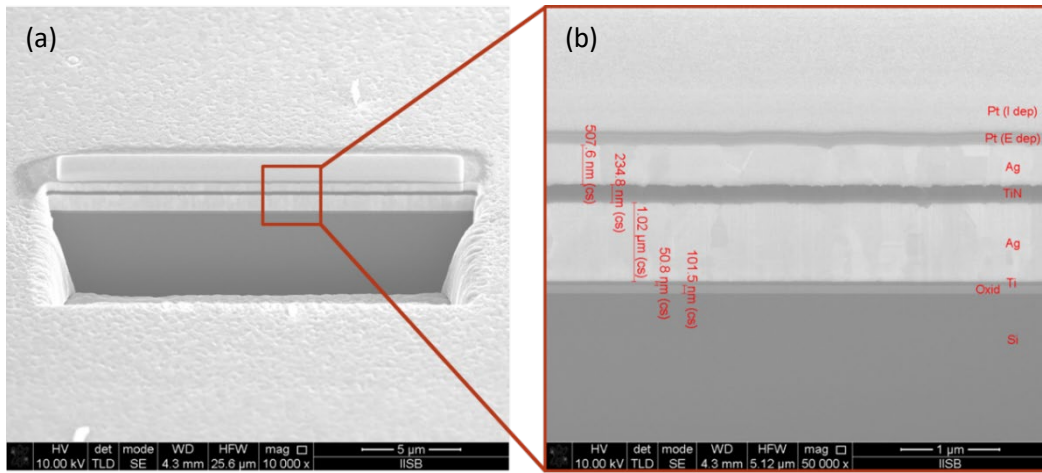 (a)
HV
det
mode
WD
HFW
mag
5 µm
10.00 kV
TLD
SE
4.3 mm
25.6 µm
10 000 x
IISB
(b)
Pt (I dep)
Pt (E dep)
Ag
TiN
Ag
Ti
Oxid
Si
507.6 nm (cs)
234.8 nm (cs)
1.02 µm (cs)
50.8 nm (cs)
101.5 nm (cs)
HV
det
mode
WD
HFW
mag
1 µm
10.00 kV
TLD
SE
4.3 mm
5.12 µm
50 000 x
IISB